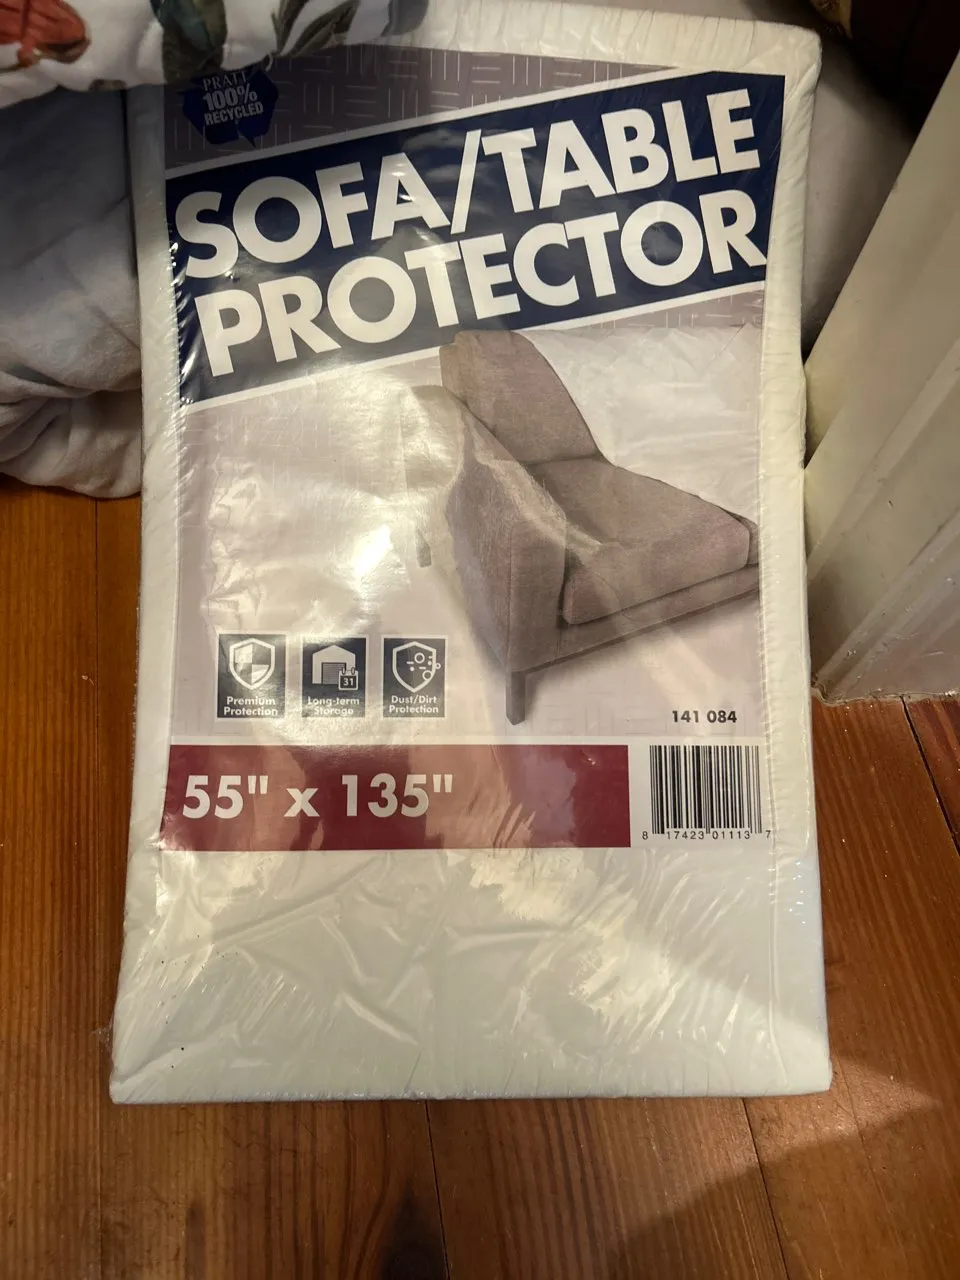 PRATT
100%
RECYCLED
SOFA/TABLE
PROTECTOR
Premium
Protection
Long-term
Storage
31
Dust/Dirt
Protection
141 084
55" x 135"
8 17423 01113 7